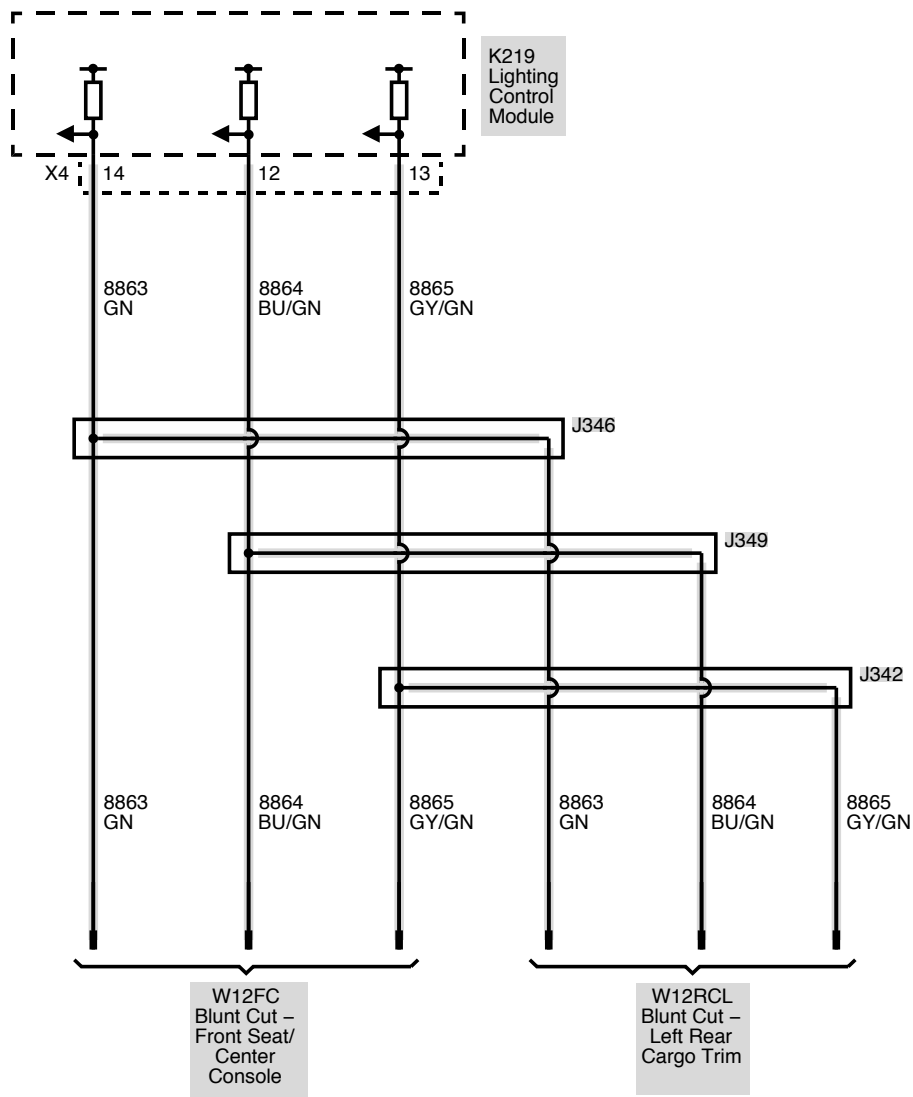 K219
Lighting
Control
Module
X4 14 12 13
8863
GN
8864
BU/GN
8865
GY/GN
J346
J349
J342
8863
GN
8864
BU/GN
8865
GY/GN
8863
GN
8864
BU/GN
8865
GY/GN
W12FC
Blunt Cut –
Front Seat/
Center
Console
W12RCL
Blunt Cut –
Left Rear
Cargo Trim